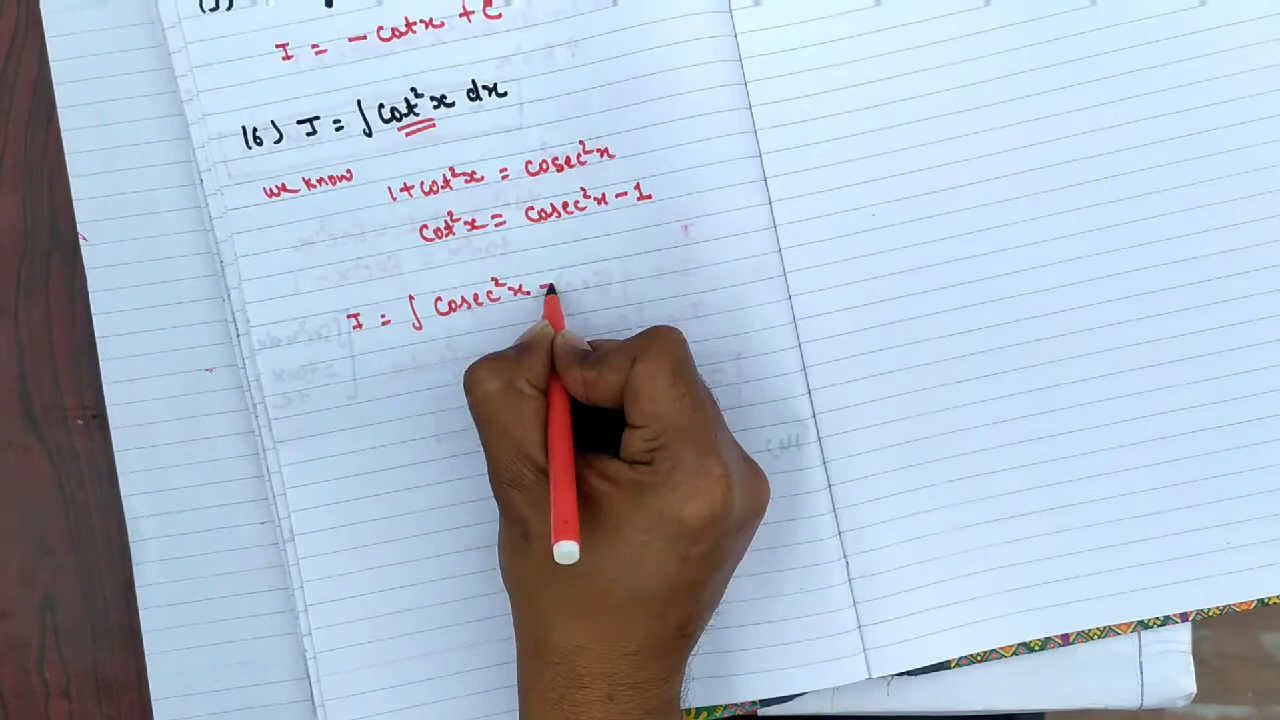 I = - cotx + c
(6) I = ∫ Cot²x dx
we know 1+cot²x = cosec²x
cot²x = cosec²x - 1
I = ∫ Cosec²x -